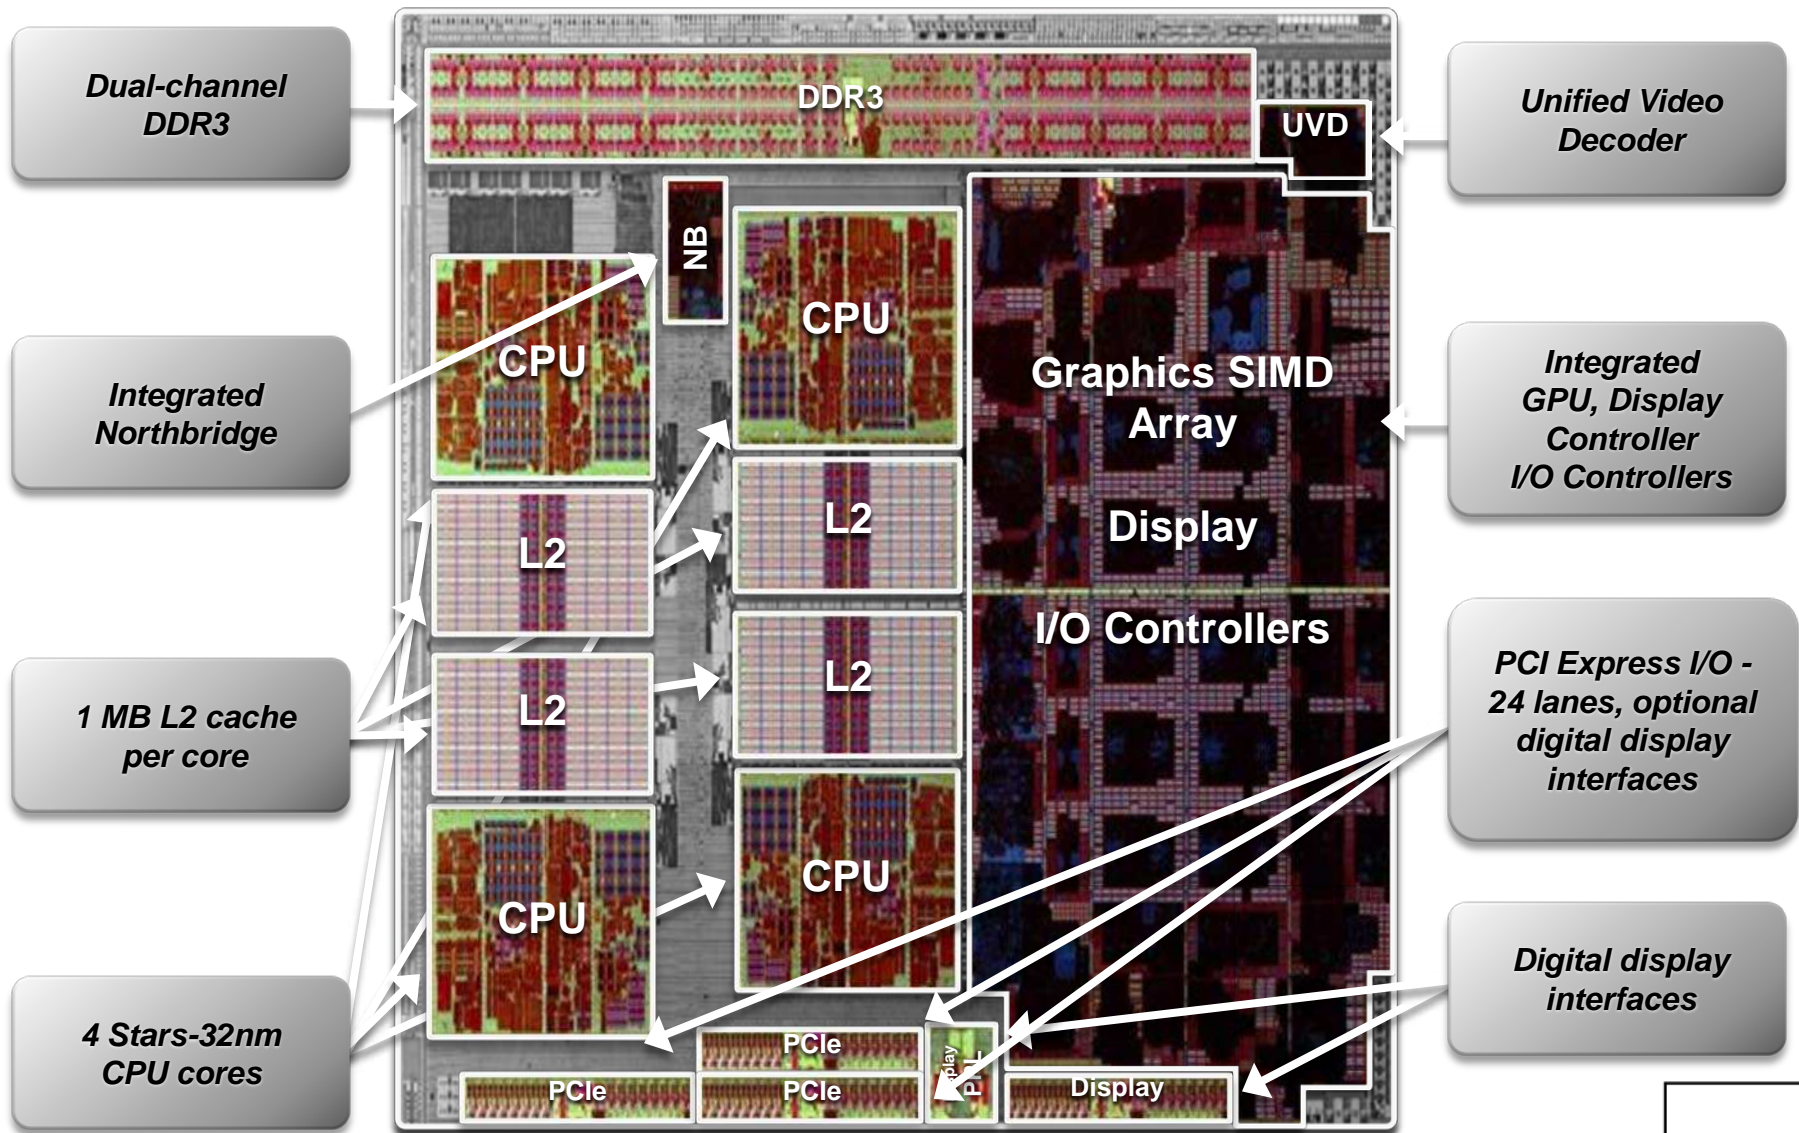 Dual-channel
DDR3
Integrated
Northbridge
1 MB L2 cache
per core
4 Stars-32nm
CPU cores
DDR3
UVD
NB
CPU
CPU
L2
L2
L2
L2
CPU
CPU
Graphics SIMD
Array
Display
I/O Controllers
PCIe
PCIe
PCIe
Display
Unified Video
Decoder
Integrated
GPU, Display
Controller
I/O Controllers
PCI Express I/O -
24 lanes, optional
digital display
interfaces
Digital display
interfaces